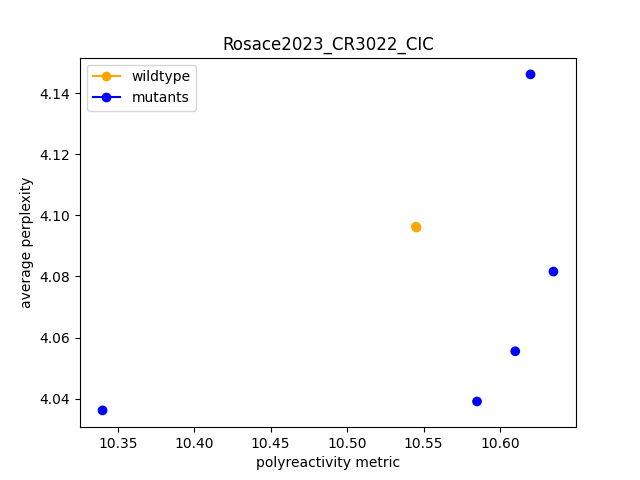 Rosace2023_CR3022_CIC
wildtype
mutants
4.14
4.12
4.10
4.08
4.06
4.04
average perplexity
10.35
10.40
10.45
10.50
10.55
10.60
polyreactivity metric